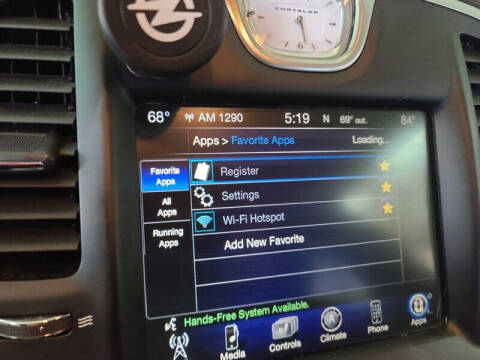 CHRYSLER
68° AM 1290 5:19 N 69° out. 84°
Apps > Favorite Apps Loading...
Favorite Apps
All Apps
Running Apps
Register
Settings
Wi-Fi Hotspot
Add New Favorite
Hands-Free System Available.
Media Controls Climate Phone Apps